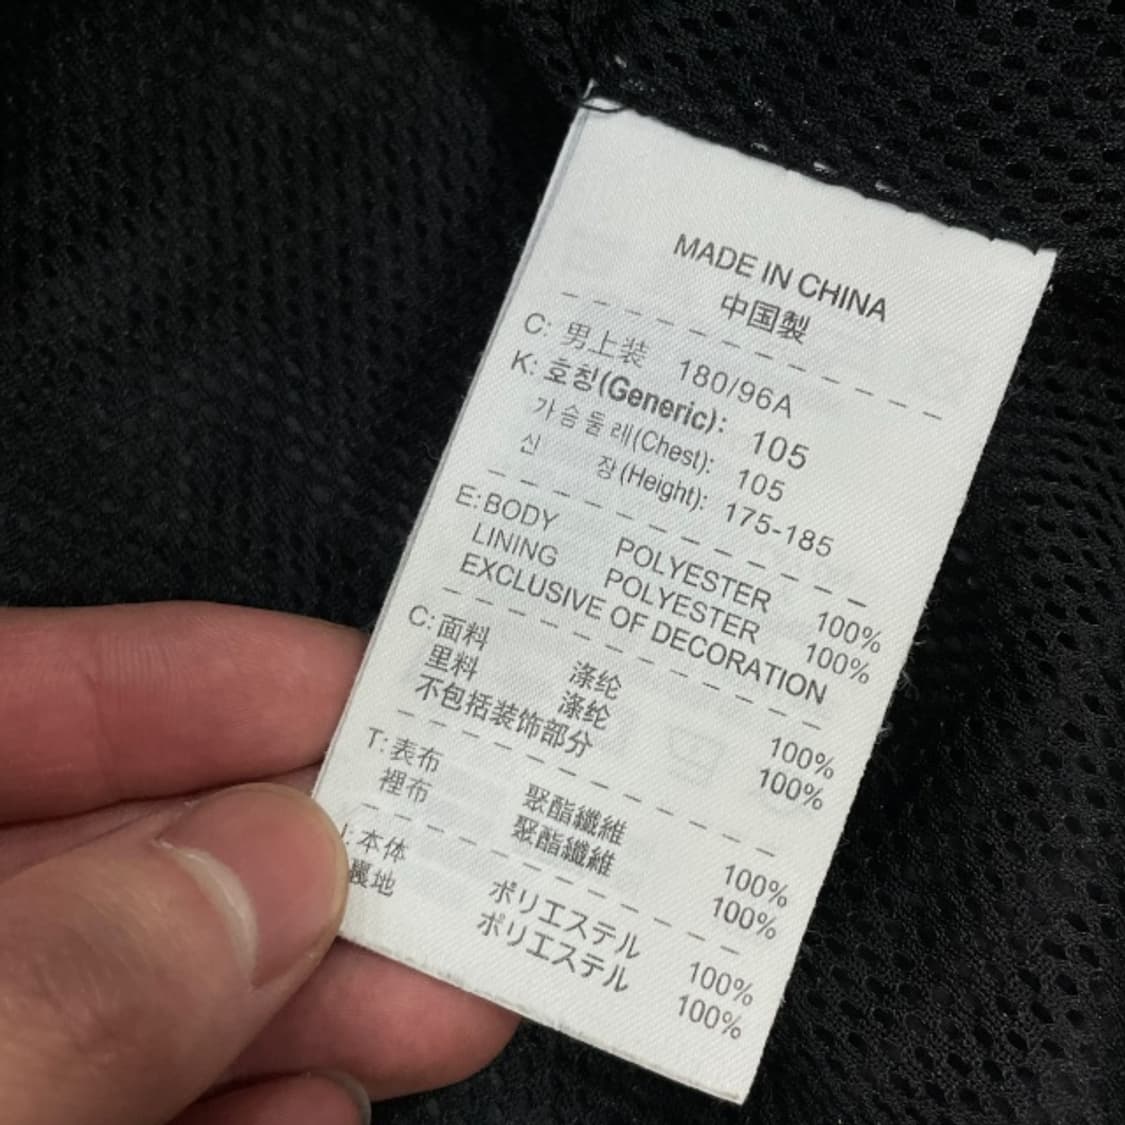 MADE IN CHINA
中国製
C: 男上装 180/96A
K: 호칭(Generic): 105
가슴둘레(Chest): 105
신 장(Height): 175-185
E: BODY POLYESTER 100%
LINING POLYESTER 100%
EXCLUSIVE OF DECORATION
C: 面料 涤纶 100%
里料 涤纶 100%
不包括装饰部分
T: 表布 聚酯纖維 100%
裡布 聚酯纖維 100%
J: 本体 ポリエステル 100%
裏地 ポリエステル 100%